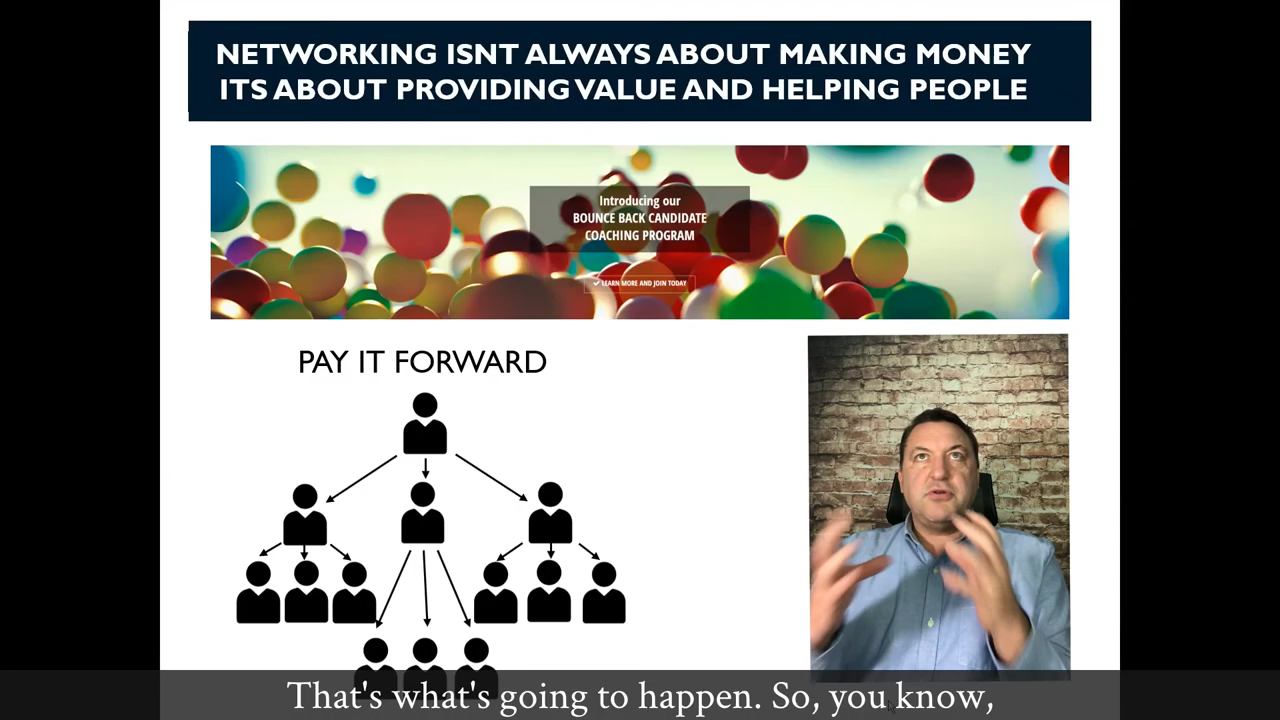 NETWORKING ISNT ALWAYS ABOUT MAKING MONEY
ITS ABOUT PROVIDING VALUE AND HELPING PEOPLE
Introducing our
BOUNCE BACK CANDIDATE
COACHING PROGRAM
LEARN MORE AND JOIN TODAY
PAY IT FORWARD
That's what's going to happen. So, you know,